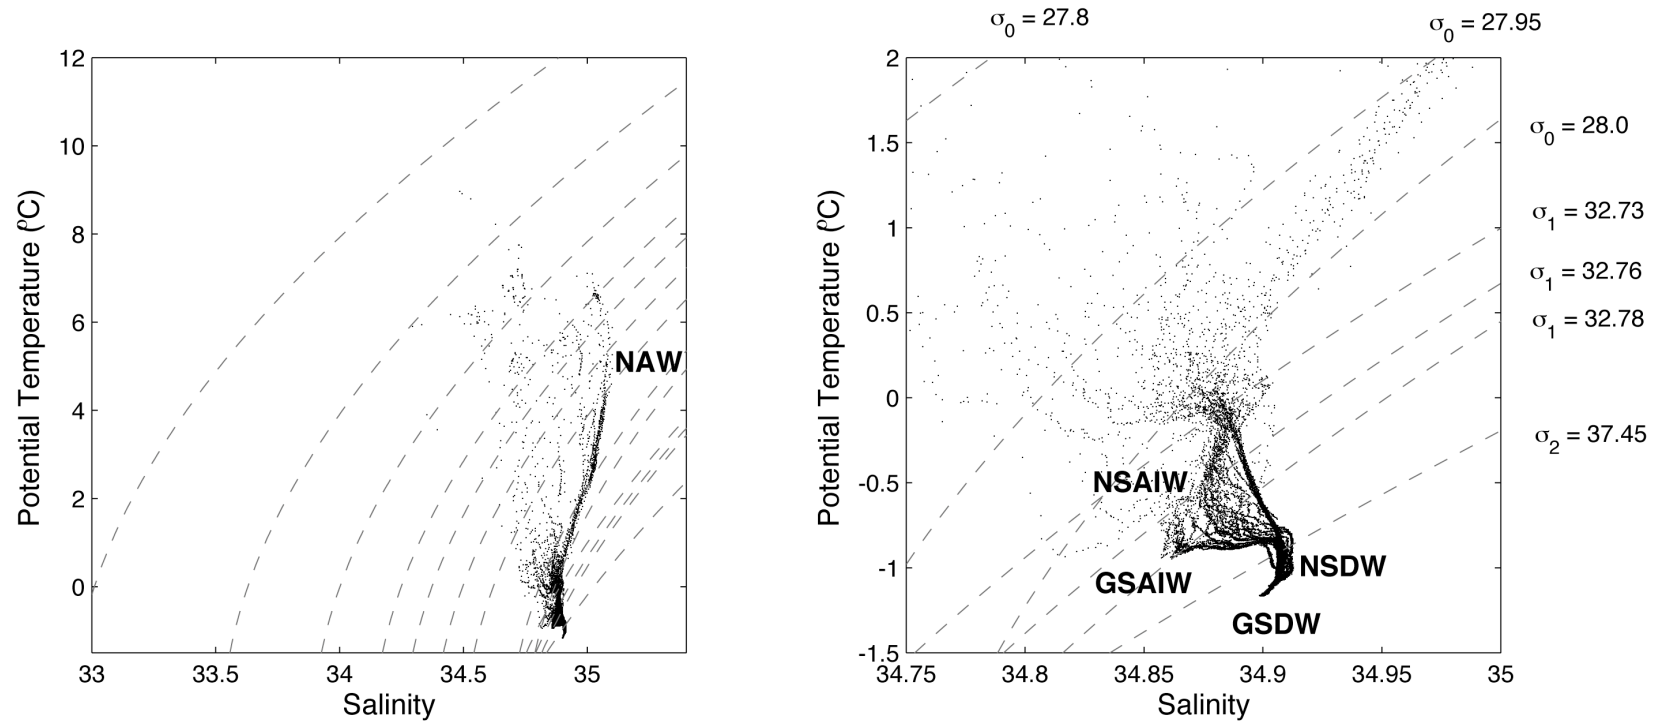 σ0 = 27.8
σ0 = 27.95
12
10
8
6
4
2
0
Potential Temperature (ºC)
NAW
33
33.5
34
34.5
35
Salinity
2
1.5
1
0.5
0
-0.5
-1
-1.5
Potential Temperature (ºC)
NSAIW
GSAIW
NSDW
GSDW
34.75
34.8
34.85
34.9
34.95
35
Salinity
σ0 = 28.0
σ1 = 32.73
σ1 = 32.76
σ1 = 32.78
σ2 = 37.45